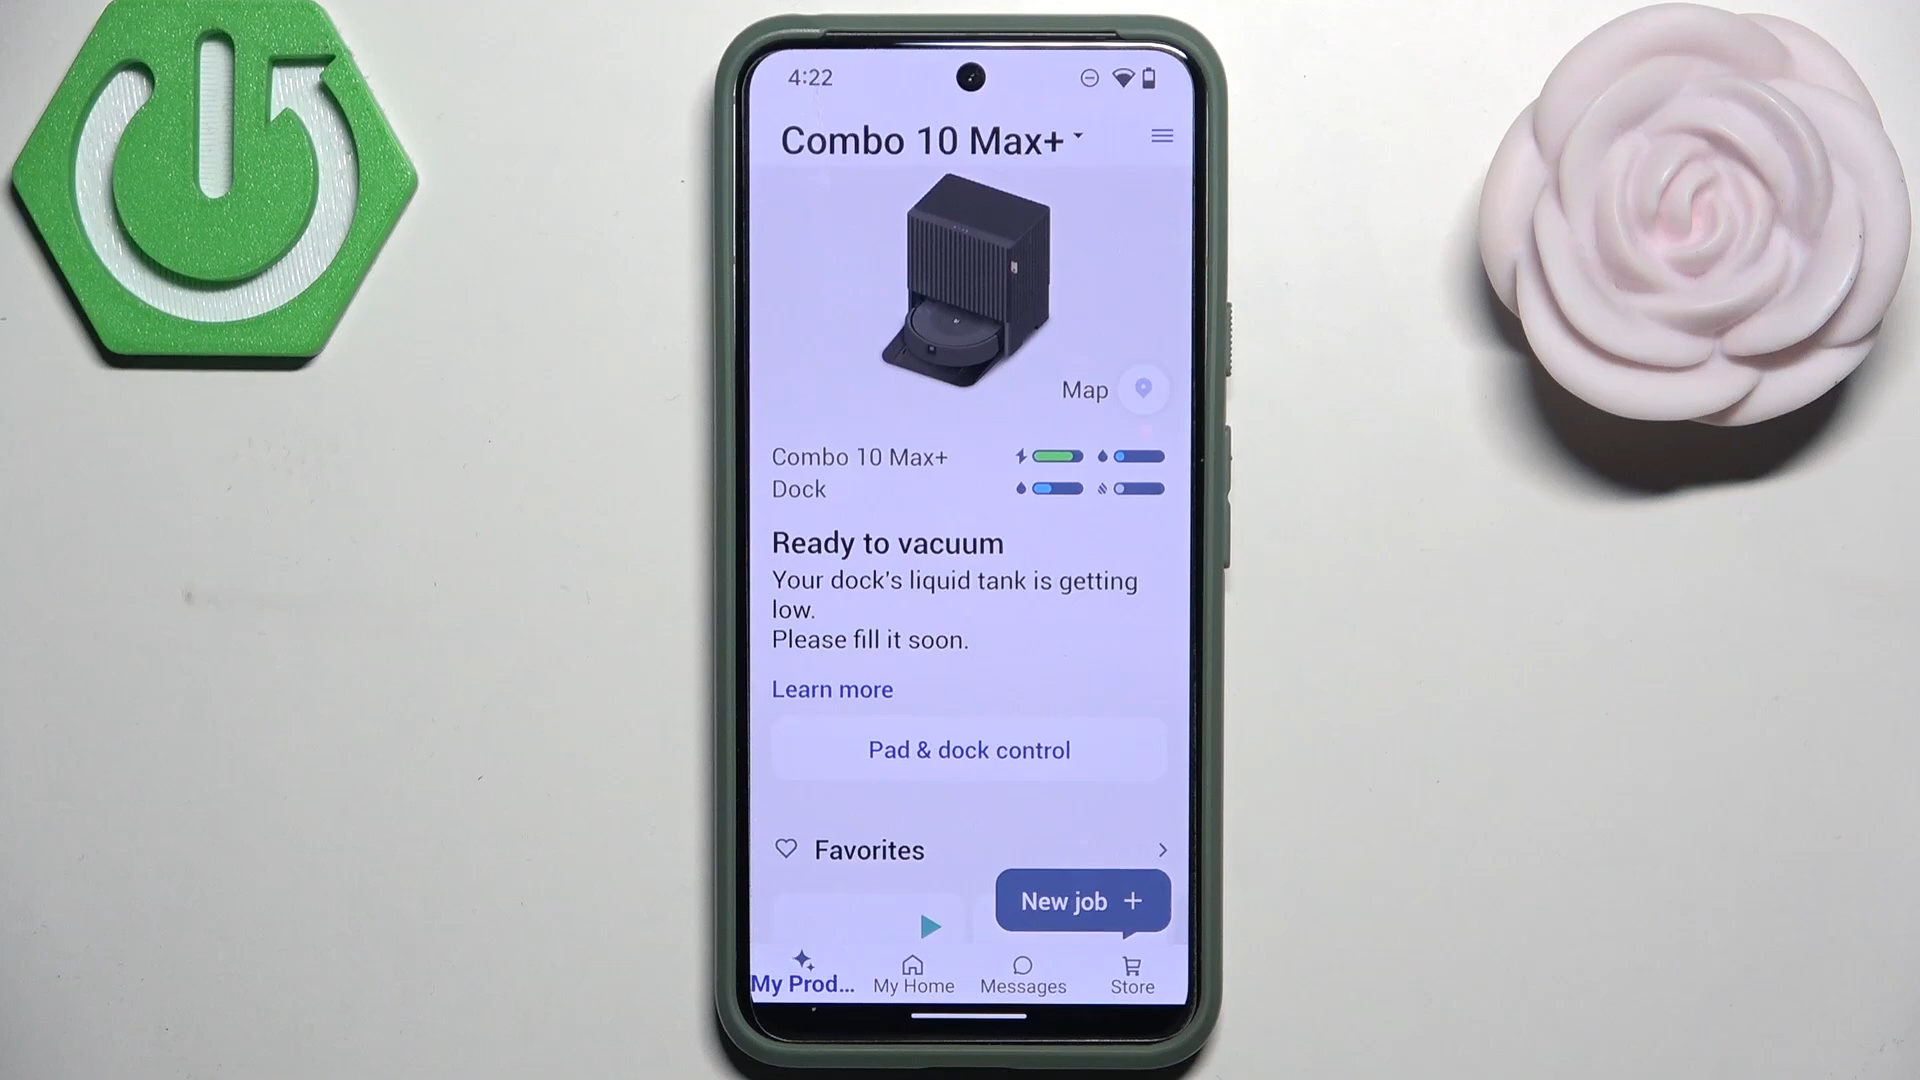 4:22
Combo 10 Max+
Map
Combo 10 Max+
Dock
Ready to vacuum
Your dock's liquid tank is getting
low.
Please fill it soon.
Learn more
Pad & dock control
Favorites
New job +
My Prod...
My Home
Messages
Store